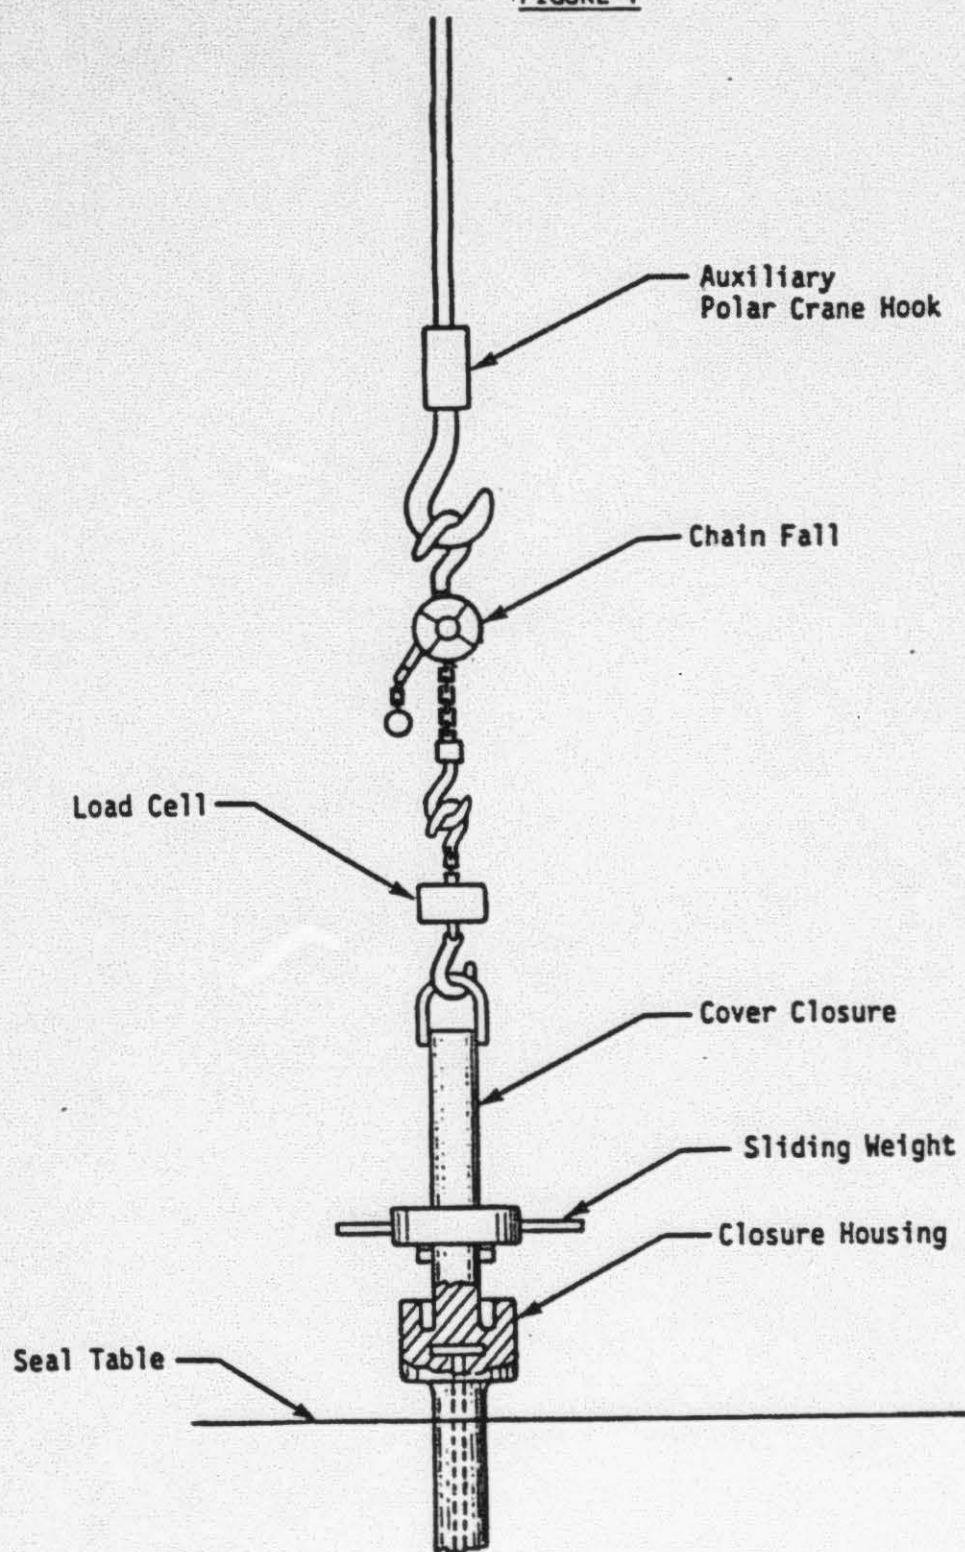 Auxiliary
Polar Crane Hook
Chain Fall
Load Cell
Cover Closure
Sliding Weight
Closure Housing
Seal Table